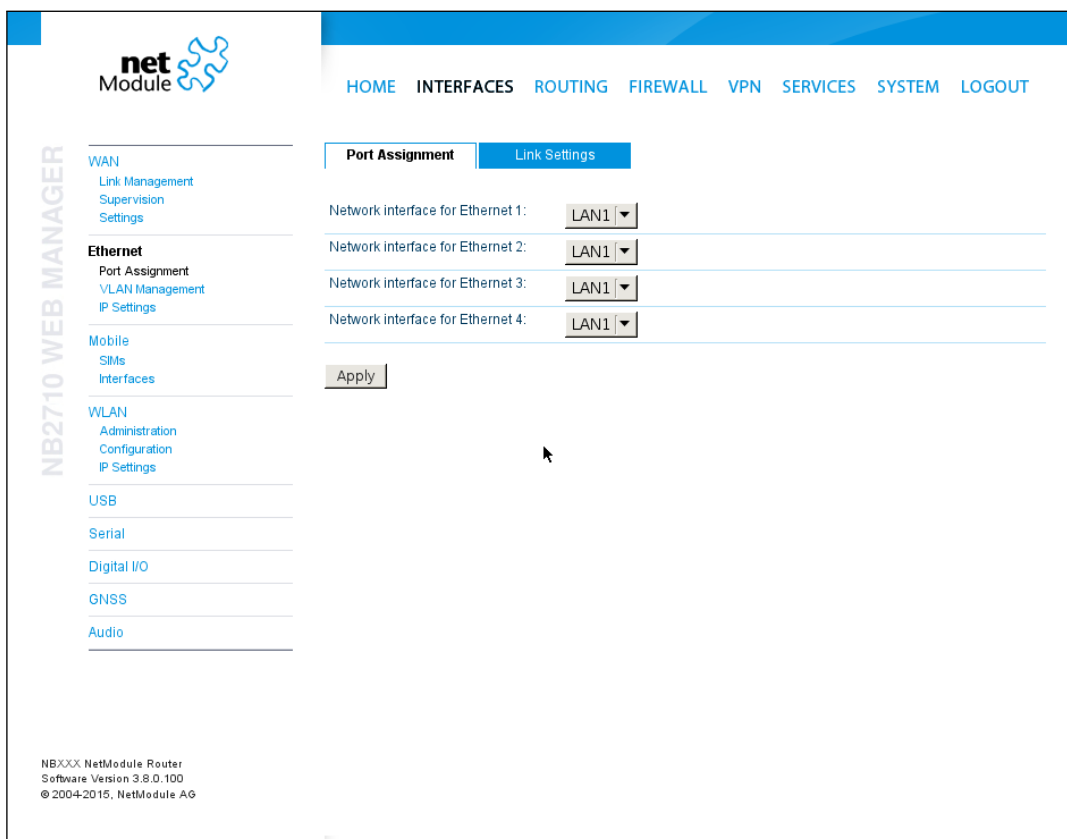 net
Module
HOME INTERFACES ROUTING FIREWALL VPN SERVICES SYSTEM LOGOUT
NB2710 WEB MANAGER
WAN
Link Management
Supervision
Settings
Ethernet
Port Assignment
VLAN Management
IP Settings
Mobile
SIMs
Interfaces
WLAN
Administration
Configuration
IP Settings
USB
Serial
Digital I/O
GNSS
Audio
Port Assignment Link Settings
Network interface for Ethernet 1: LAN1
Network interface for Ethernet 2: LAN1
Network interface for Ethernet 3: LAN1
Network interface for Ethernet 4: LAN1
Apply
NBXXX NetModule Router
Software Version 3.8.0.100
© 2004-2015, NetModule AG